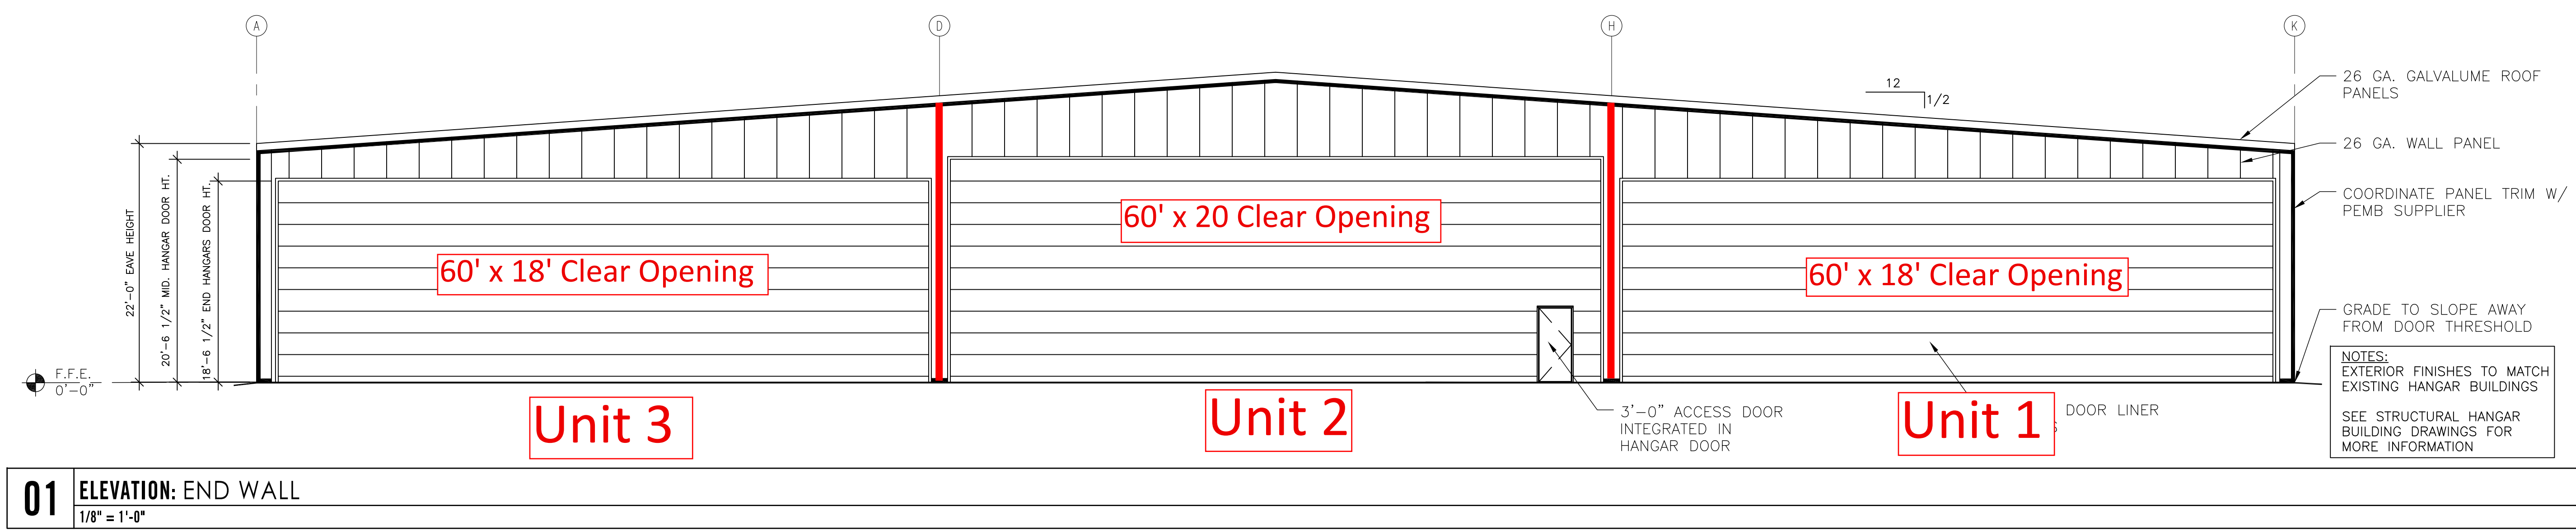 A
D
H
K
12
1/2
26 GA. GALVALUME ROOF
PANELS
26 GA. WALL PANEL
COORDINATE PANEL TRIM W/
PEMB SUPPLIER
GRADE TO SLOPE AWAY
FROM DOOR THRESHOLD
22'-0" EAVE HEIGHT
20'-6 1/2" MID. HANGAR DOOR HT.
18'-6 1/2" END HANGARS DOOR HT.
60' x 18' Clear Opening
60' x 20 Clear Opening
60' x 18' Clear Opening
F.F.E.
0'-0"
Unit 3
Unit 2
3'-0" ACCESS DOOR
INTEGRATED IN
HANGAR DOOR
Unit 1
DOOR LINER
NOTES:
EXTERIOR FINISHES TO MATCH
EXISTING HANGAR BUILDINGS
SEE STRUCTURAL HANGAR
BUILDING DRAWINGS FOR
MORE INFORMATION
01
ELEVATION: END WALL
1/8" = 1'-0"